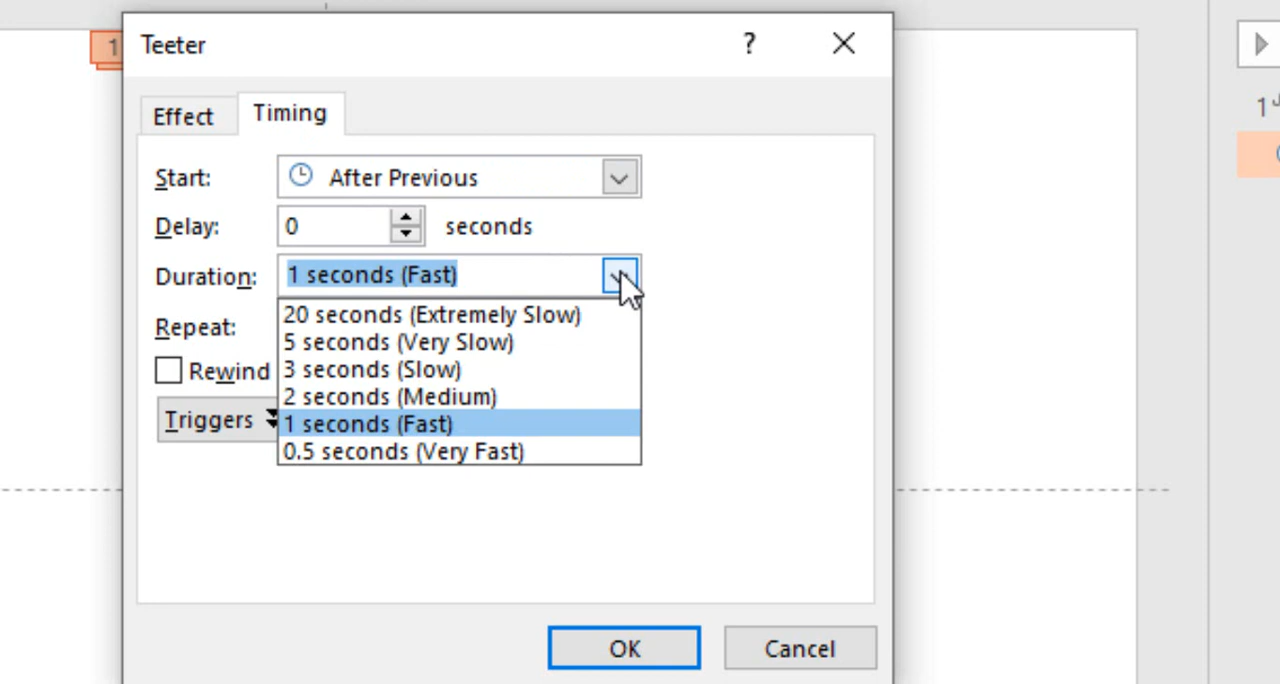 1
Teeter
?
Effect
Timing
1
Start:
After Previous
Delay:
0
seconds
Duration:
1 seconds (Fast)
20 seconds (Extremely Slow)
Repeat:
5 seconds (Very Slow)
Rewind
3 seconds (Slow)
2 seconds (Medium)
Triggers
1 seconds (Fast)
0.5 seconds (Very Fast)
OK
Cancel